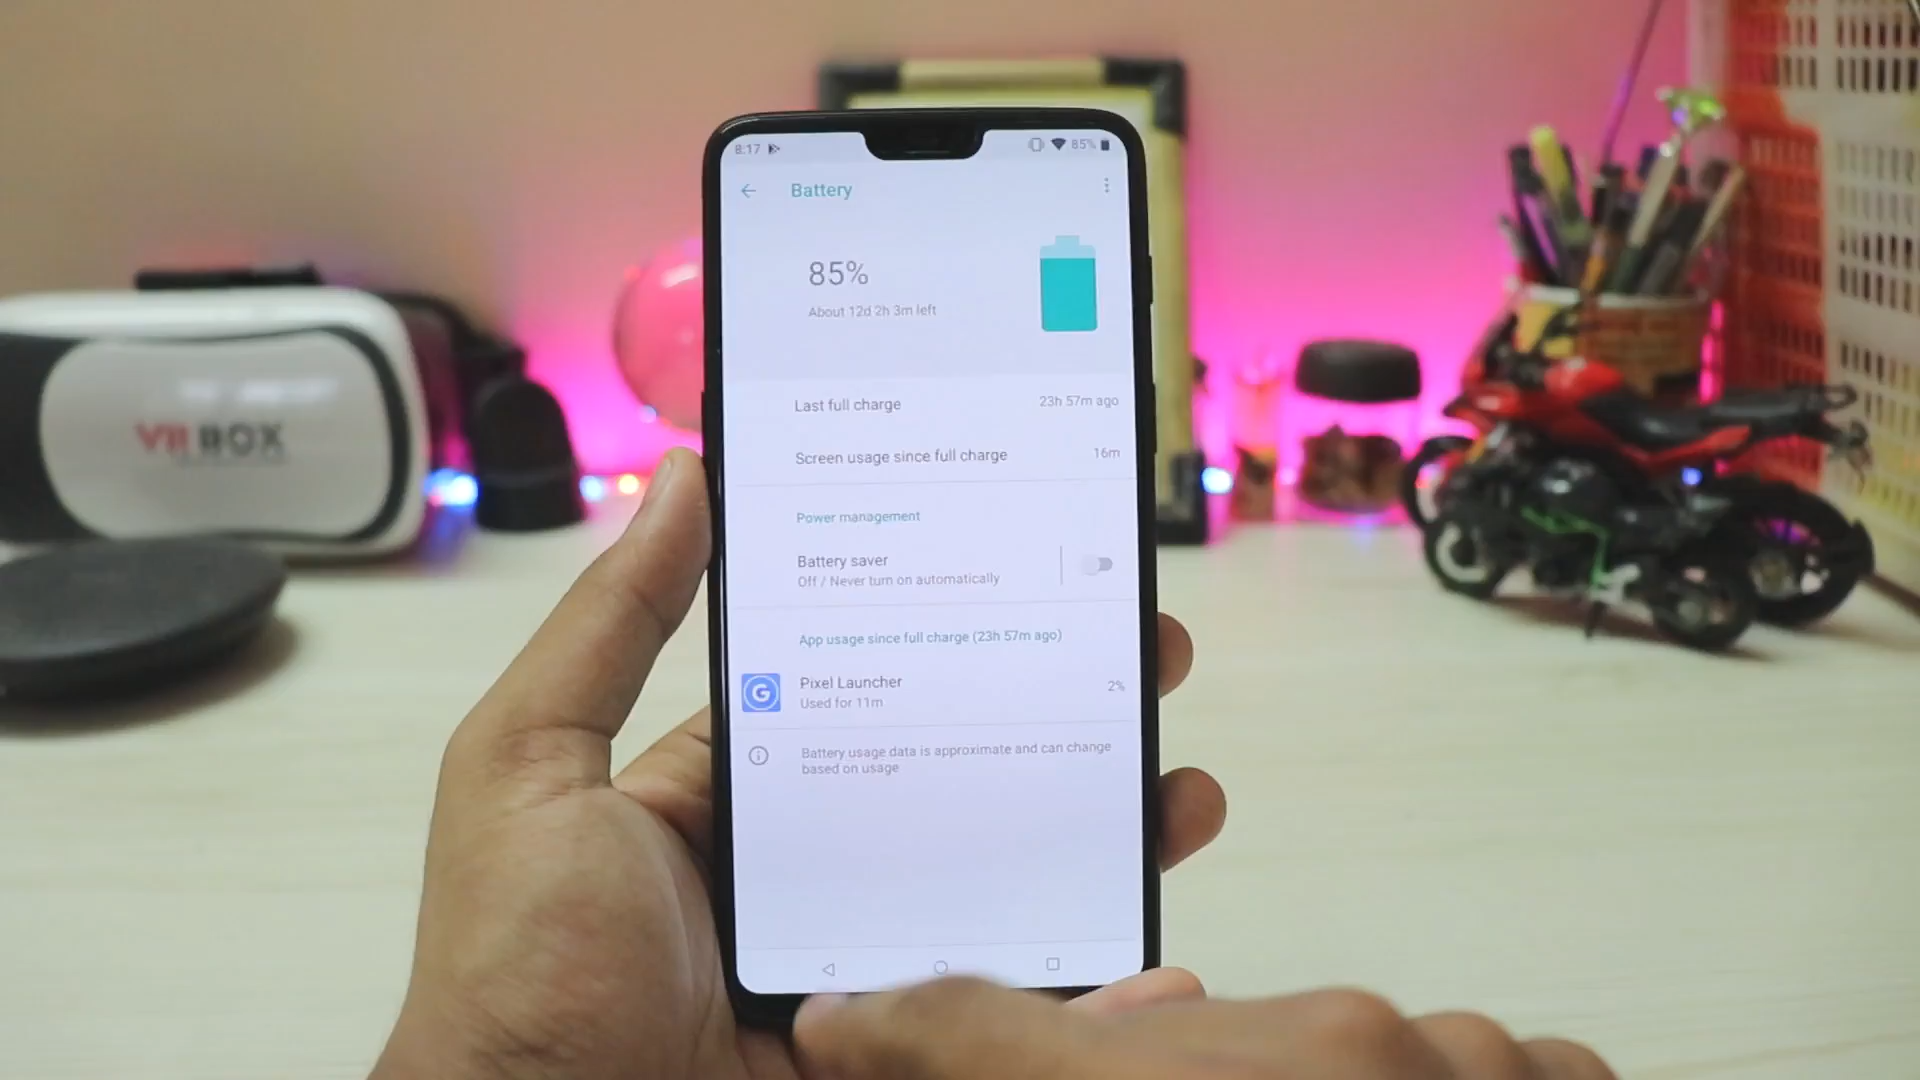 8:17
85%
Battery
85%
About 12d 2h 3m left
Last full charge
23h 57m ago
Screen usage since full charge
16m
Power management
Battery saver
Off / Never turn on automatically
App usage since full charge (23h 57m ago)
G
Pixel Launcher
2%
Used for 11m
Battery usage data is approximate and can change
based on usage
VR BOX